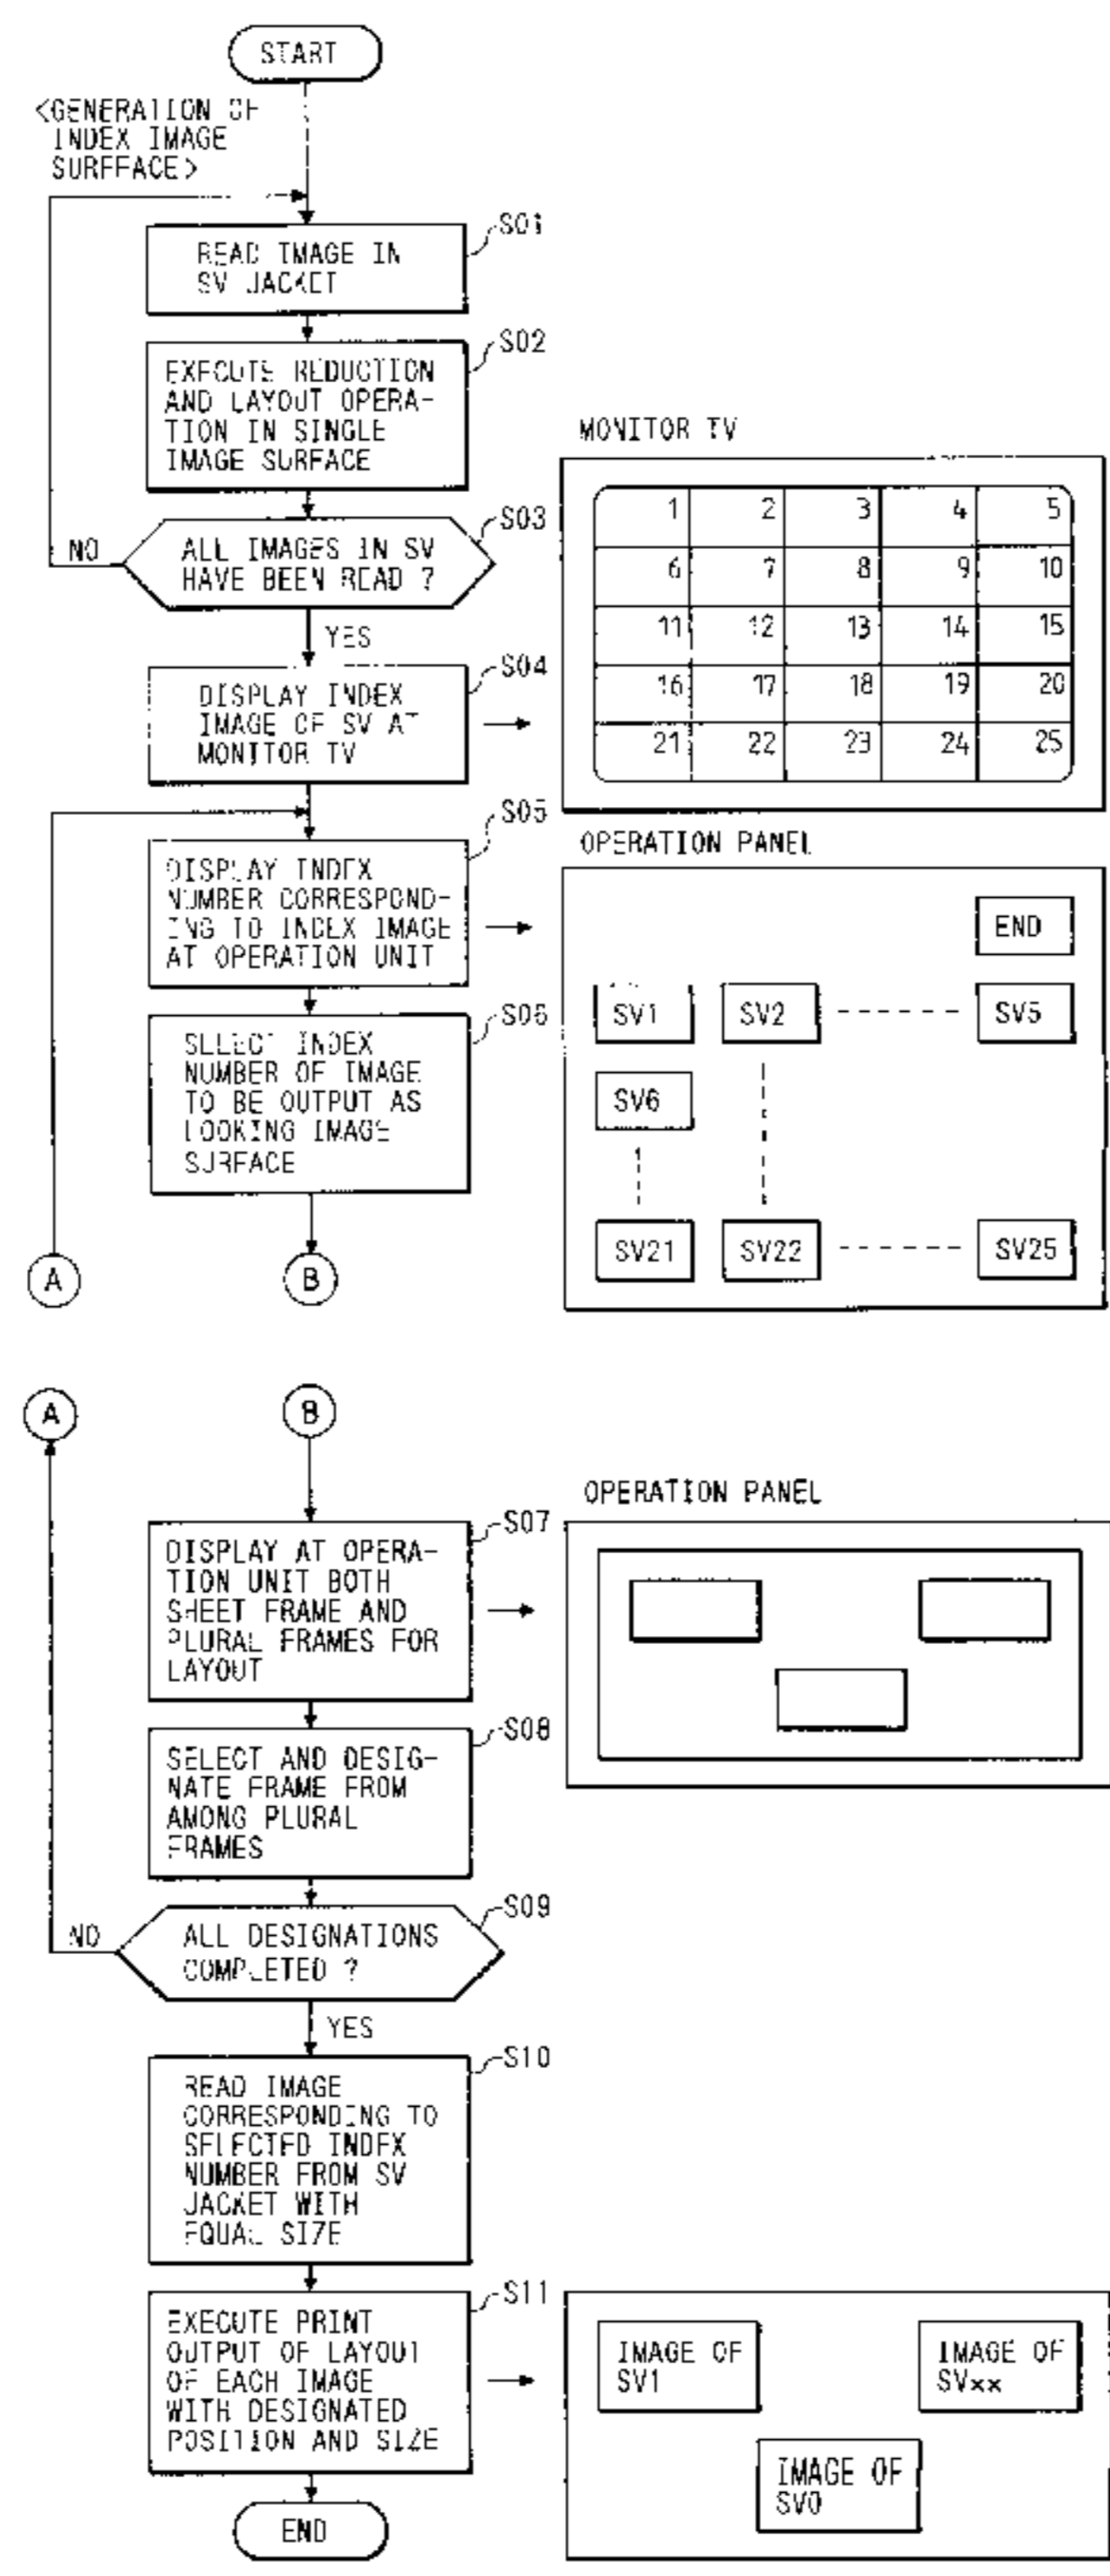 START
<GENERATION OF
INDEX IMAGE
SURFFACE>
S01
READ IMAGE IN
SV JACKET
S02
EXECUTE REDUCTION
AND LAYOUT OPERA-
TION IN SINGLE
IMAGE SURFACE
S03
NO
ALL IMAGES IN SV
HAVE BEEN READ ?
YES
S04
DISPLAY INDEX
IMAGE OF SV AT
MONITOR TV
MONITOR TV
1 2 3 4 5
6 7 8 9 10
11 12 13 14 15
16 17 18 19 20
21 22 23 24 25
S05
DISPLAY INDEX
NUMBER CORRESPOND-
ING TO INDEX IMAGE
AT OPERATION UNIT
OPERATION PANEL
END
SV1 SV2 SV5
SV6
SV21 SV22 SV25
S06
SELECT INDEX
NUMBER OF IMAGE
TO BE OUTPUT AS
LOOKING IMAGE
SURFACE
A B
A B
S07
DISPLAY AT OPERA-
TION UNIT BOTH
SHEET FRAME AND
PLURAL FRAMES FOR
LAYOUT
OPERATION PANEL
S08
SELECT AND DESIG-
NATE FRAME FROM
AMONG PLURAL
FRAMES
S09
NO
ALL DESIGNATIONS
COMPLETED ?
YES
S10
READ IMAGE
CORRESPONDING TO
SELECTED INDEX
NUMBER FROM SV
JACKET WITH
EQUAL SIZE
S11
EXECUTE PRINT
OUTPUT OF LAYOUT
OF EACH IMAGE
WITH DESIGNATED
POSITION AND SIZE
IMAGE OF
SV1
IMAGE OF
SVxx
IMAGE OF
SV0
END